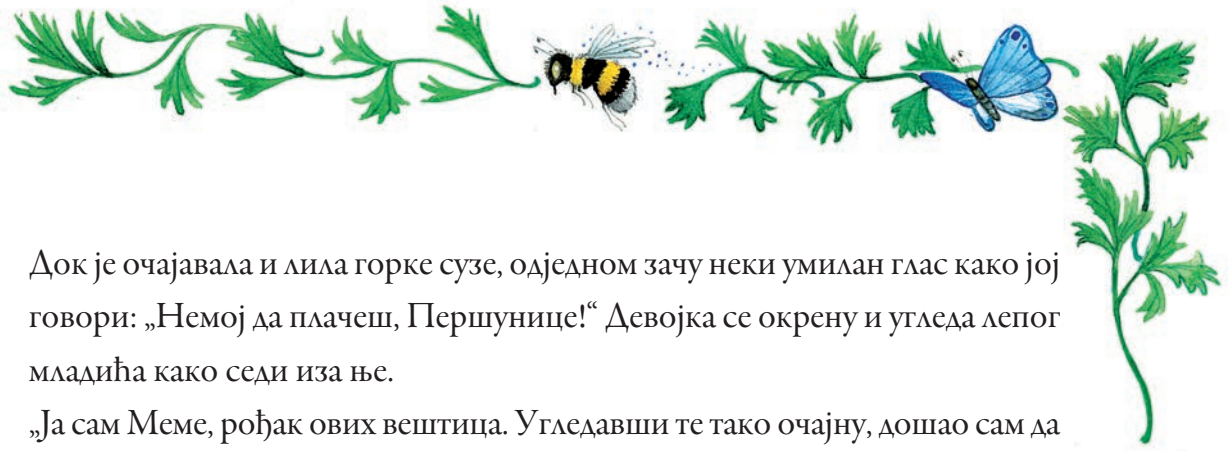 Док је очајавала и лила горке сузе, одједном зачу неки умилан глас како јој
говори: „Немој да плачеш, Першунице!“ Девојка се окрену и угледа лепог
младића како седи иза ње.
„Ја сам Меме, рођак ових вештица. Угледавши те тако очајну, дошао сам да